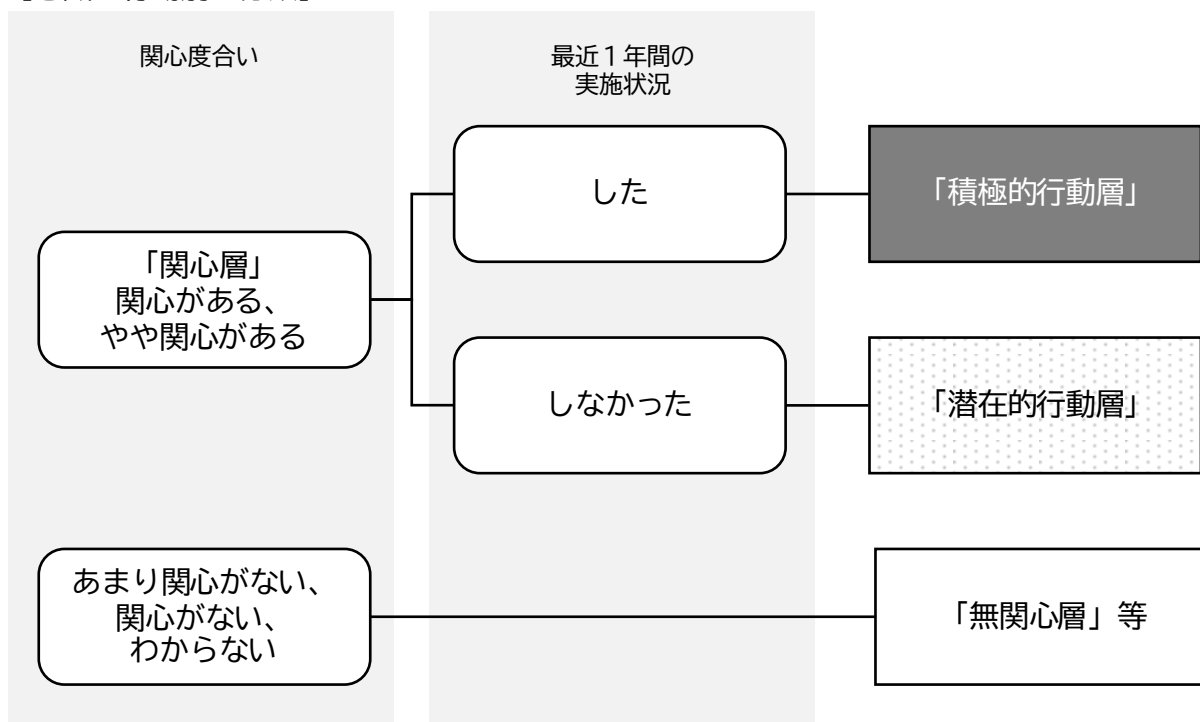 関心度合い
最近１年間の
実施状況
した
「積極的行動層」
「関心層」
関心がある、
やや関心がある
しなかった
「潜在的行動層」
あまり関心がない、
関心がない、
わからない
「無関心層」等